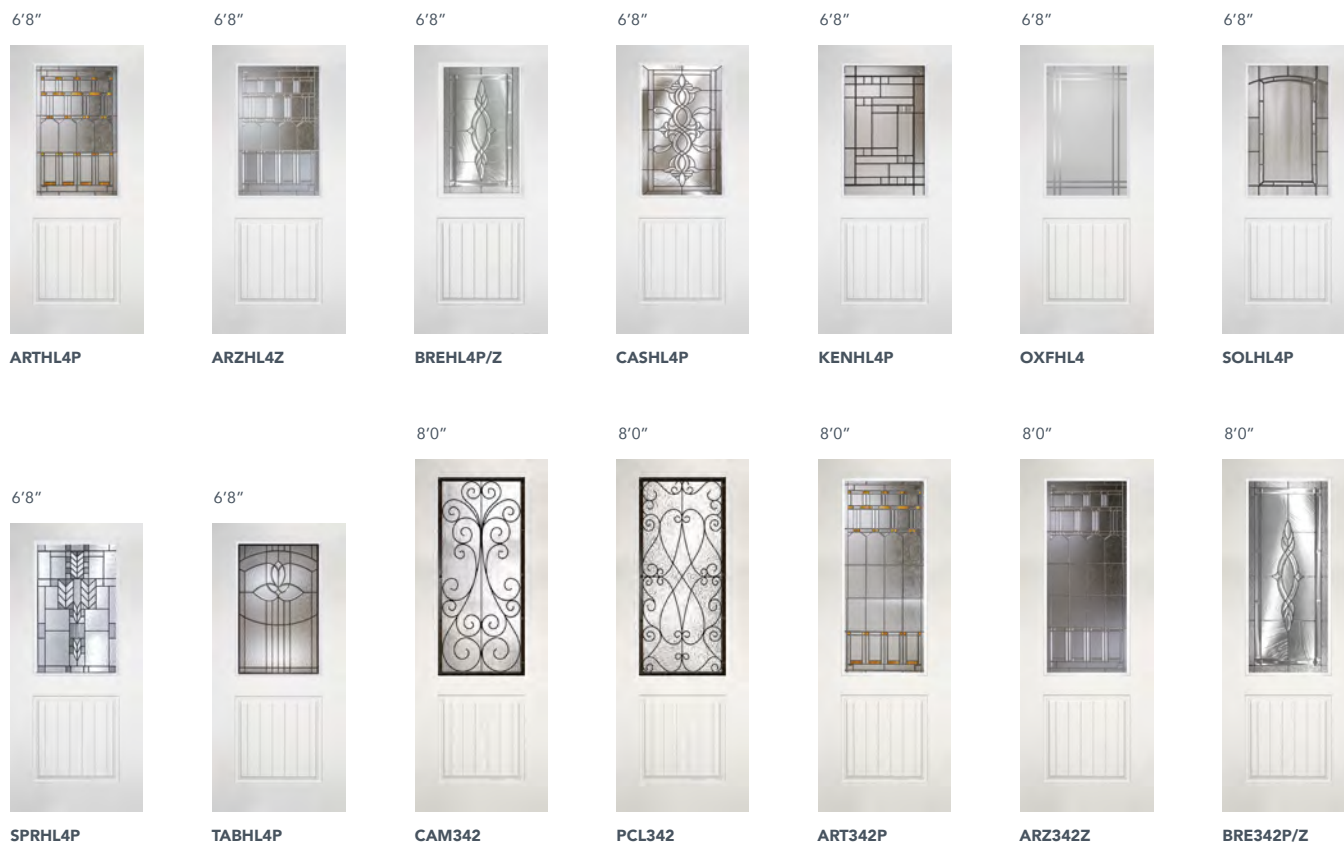 6’8” 6’8” 6’8” 6’8” 6’8” 6’8” 6’8”
ARTHL4P ARZHL4Z BREHL4P/Z CASHL4P KENHL4P OXFHL4 SOLHL4P
8’0” 8’0” 8’0” 8’0” 8’0”
6’8” 6’8”
SPRHL4P TABHL4P CAM342 PCL342 ART342P ARZ342Z BRE342P/Z